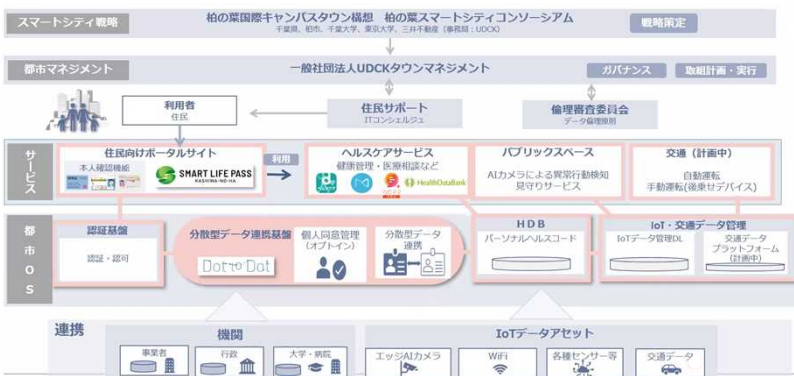 スマートシティ戦略
柏の葉国際キャンパスタウン構想 柏の葉スマートシティコンソーシアム
千葉県、柏市、千葉大学、東京大学、三井不動産（事務局：UDCK）
戦略策定
都市マネジメント
一般社団法人UDCKタウンマネジメント
ガバナンス
取組計画・実行
利用者
住民
住民サポート
ITコンシェルジュ
倫理審査委員会
データ倫理原則
サービス
住民向けポータルサイト
本人確認機能
SMART LIFE PASS
KASHIWA-NO-HA
利用
ヘルスケアサービス
健康管理・医療相談など
HealthDataBank
パブリックスペース
AIカメラによる異常行動検知
見守りサービス
交通（計画中）
自動運転
手動運転(後乗せデバイス)
都市OS
認証基盤
認証・認可
分散型データ連携基盤
Dot to Dat
個人同意管理
(オプトイン)
分散型データ
連携
HDB
パーソナルヘルスコード
IoT・交通データ管理
IoTデータ管理DL
交通データ
プラットフォーム
(計画中)
連携
機関
事業者
行政
大学・病院
IoTデータアセット
エッジAIカメラ
WiFi
各種センサー等
交通データ